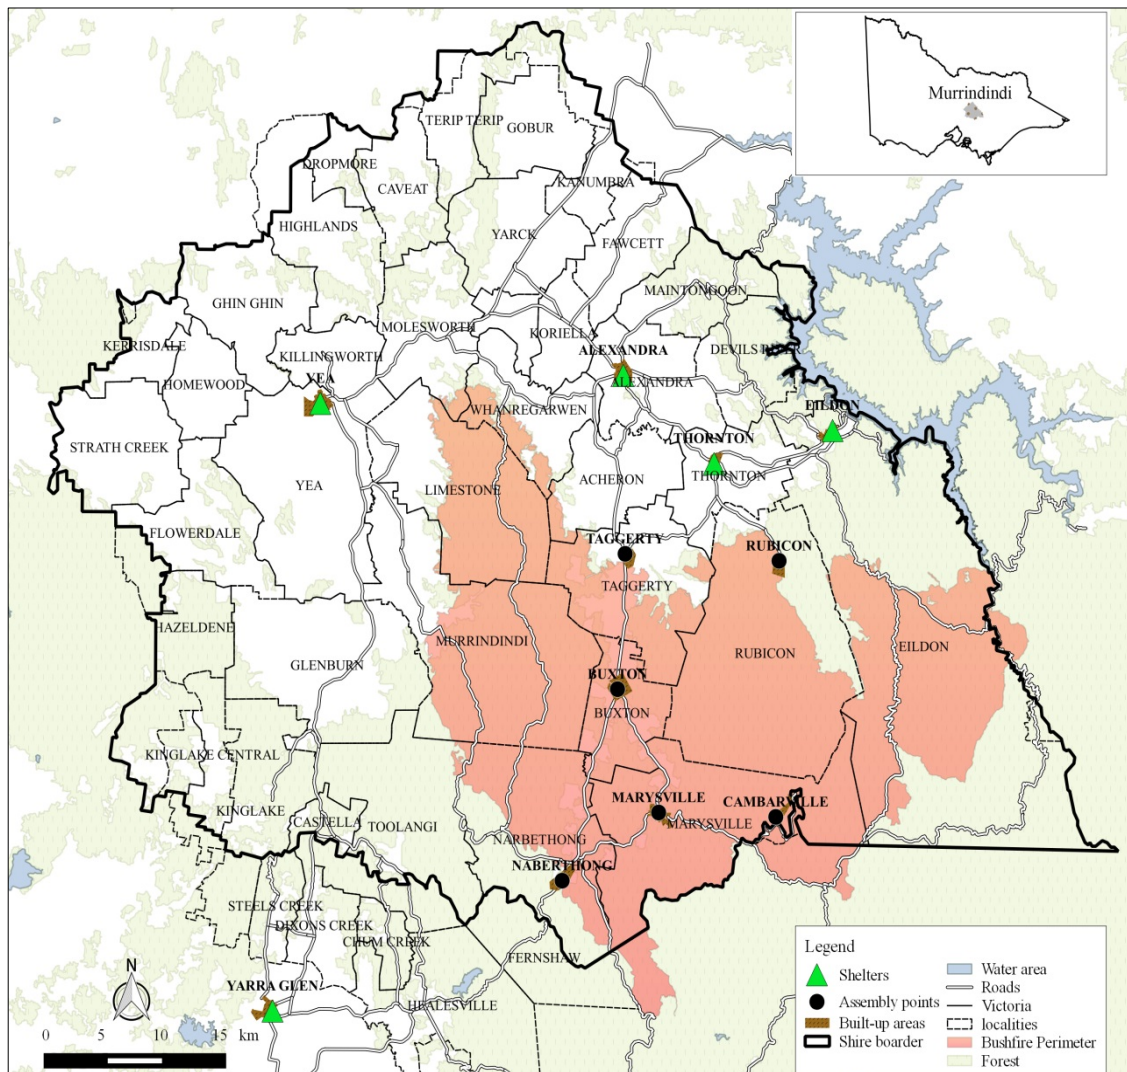 Murrindindi
TERIP TERIP
GOBUR
DROPMORE
CAVEAT
KANUMBRA
HIGHLANDS
YARCK
FAWCETT
GHIN GHIN
MAINTONGOON
MOLESWORTH
KORIELLA
KERRISDALE
KILLINGWORTH
ALEXANDRA
DEVILS RIVER
HOMEWOOD
YEA
ALEXANDRA
WHANREGARWEN
EILDON
STRATH CREEK
THORNTON
YEA
LIMESTONE
ACHERON
THORNTON
FLOWERDALE
TAGGERTY
RUBICON
TAGGERTY
HAZELDENE
MURRINDINDI
GLENBURN
RUBICON
EILDON
BUXTON
BUXTON
KINGLAKE CENTRAL
MARYSVILLE
CAMBARVILLE
KINGLAKE
CASTELLA
TOOLANGI
MARYSVILLE
NARBETHONG
NABERTHONG
STEELS CREEK
DIXONS CREEK
CHUM CREEK
FERNSHAW
YARRA GLEN
HEALESVILLE
N
0 5 10 15 km
Legend
Shelters
Assembly points
Built-up areas
Shire boarder
Water area
Roads
Victoria
localities
Bushfire Perimeter
Forest